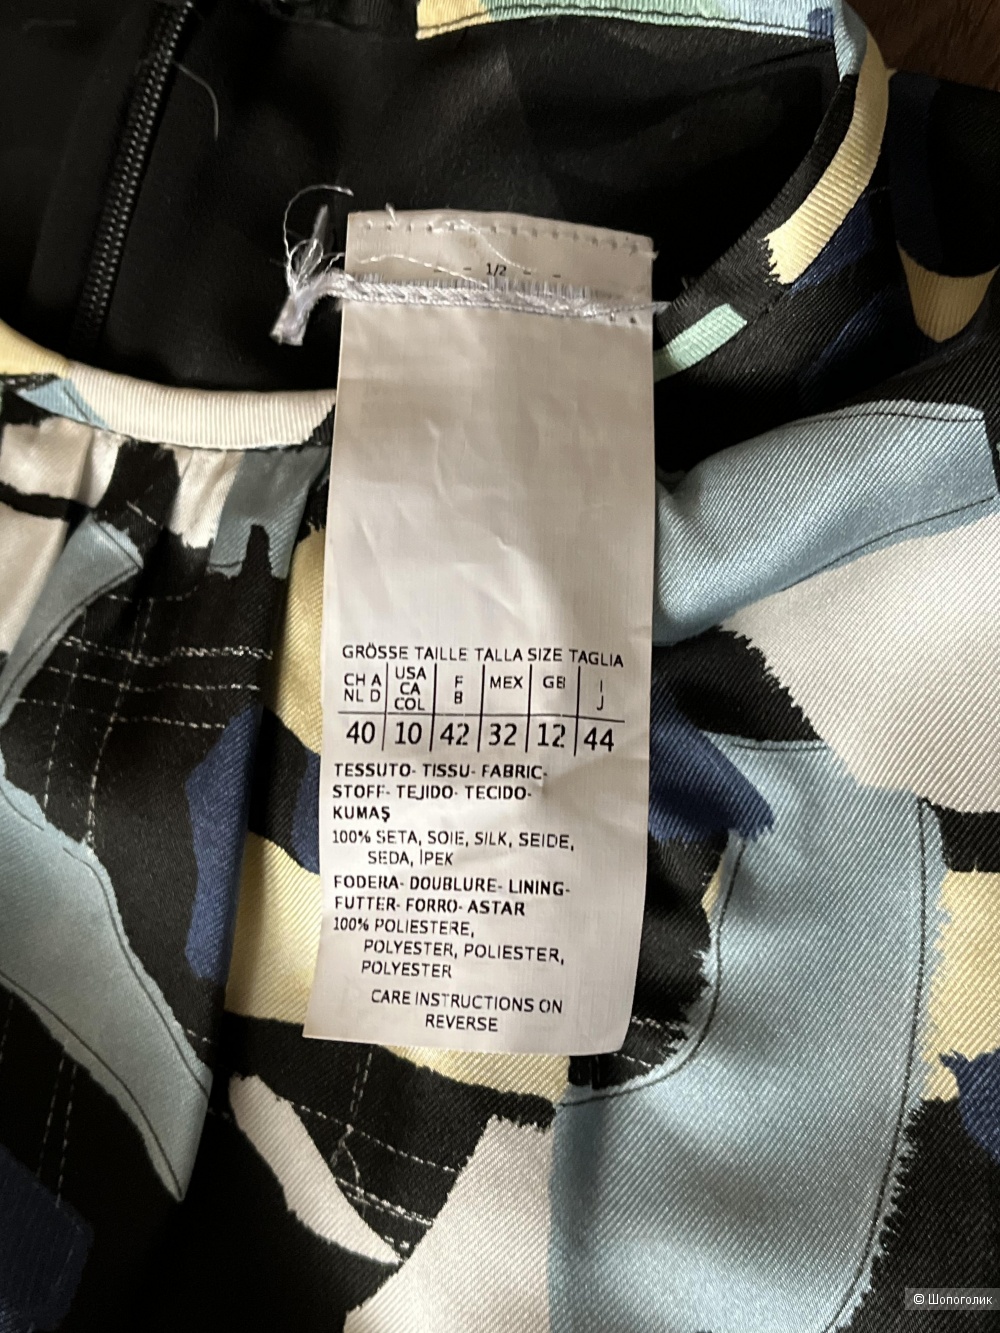 - - 1/2 - -
GRÖSSE TAILLE TALLA SIZE TAGLIA
CH A NL D | USA CA COL | F B | MEX | GB | I J
40 | 10 | 42 | 32 | 12 | 44
TESSUTO- TISSU- FABRIC-
STOFF- TEJIDO- TECIDO-
KUMAŞ
100% SETA, SOIE, SILK, SEIDE,
SEDA, İPEK
FODERA- DOUBLURE- LINING-
FUTTER- FORRO- ASTAR
100% POLIESTERE,
POLYESTER, POLIESTER,
POLYESTER
CARE INSTRUCTIONS ON
REVERSE
© Шопоголик